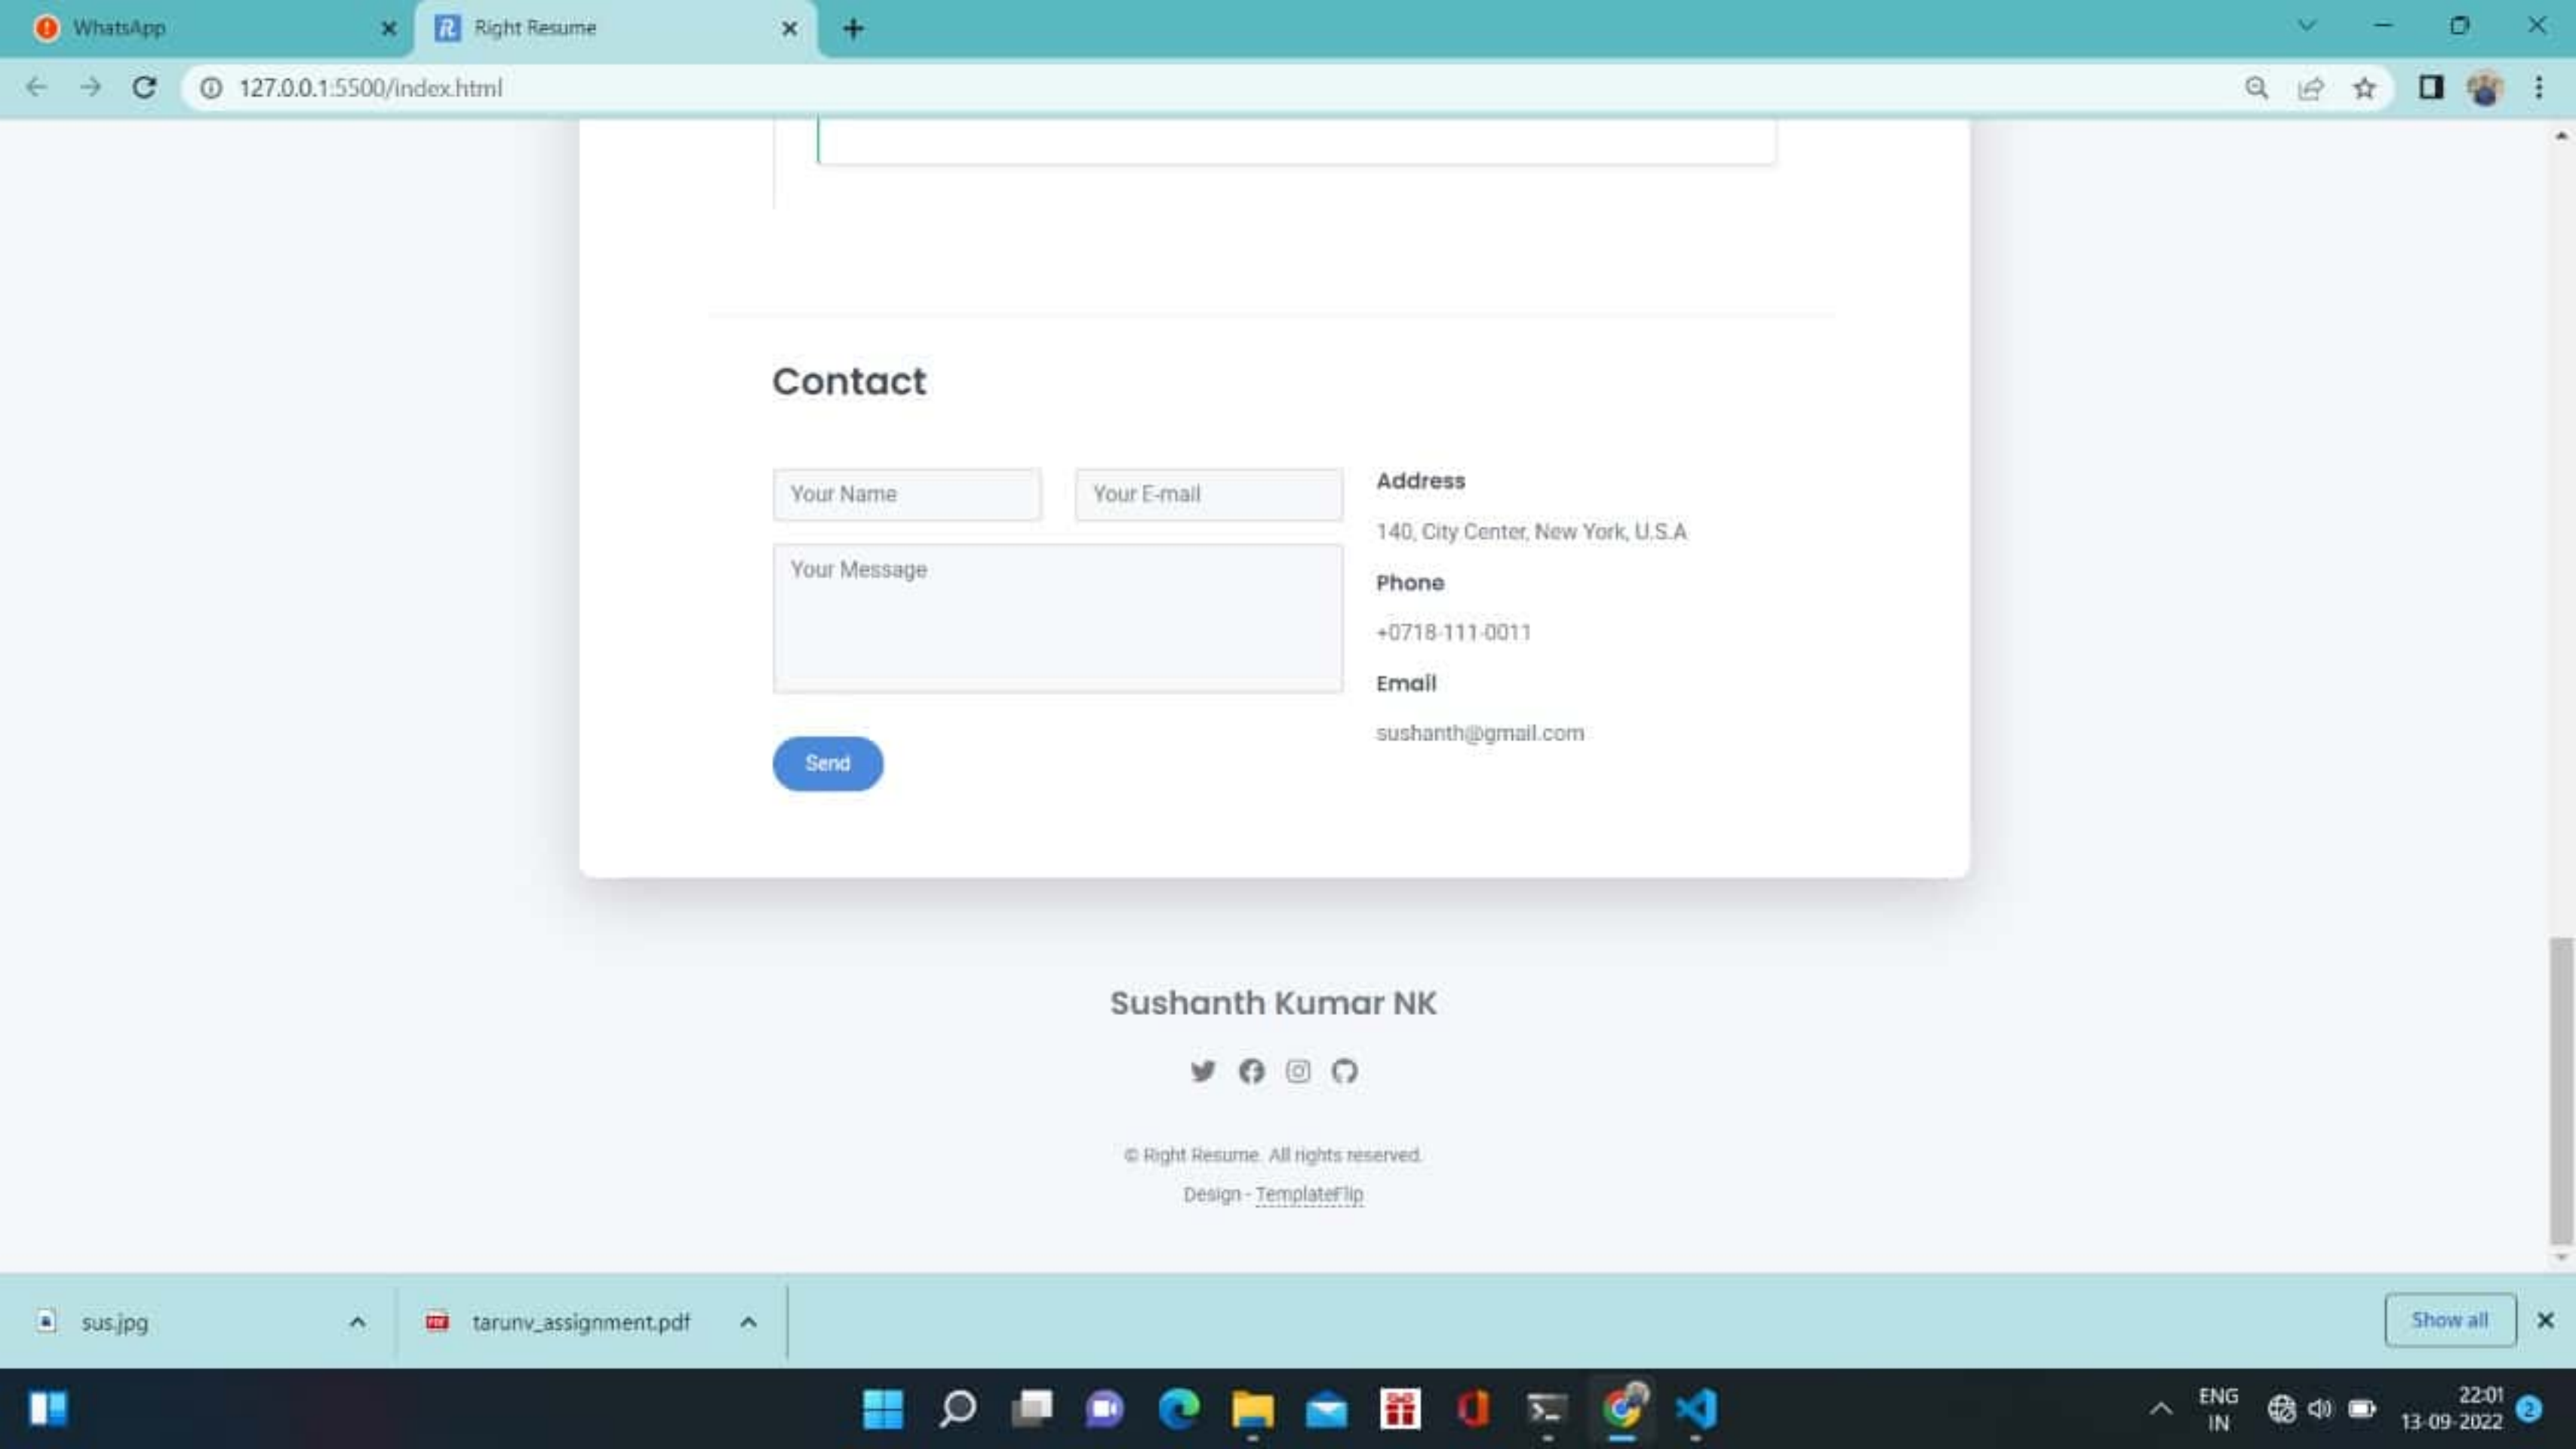 WhatsApp
Right Resume
127.0.0.1:5500/index.html
Contact
Your Name
Your E-mail
Your Message
Send
Address
140, City Center, New York, U.S.A
Phone
+0718-111-0011
Email
sushanth@gmail.com
Sushanth Kumar NK
© Right Resume. All rights reserved.
Design - TemplateFlip
sus.jpg
tarunv_assignment.pdf
Show all
ENG
IN
22:01
13-09-2022
2